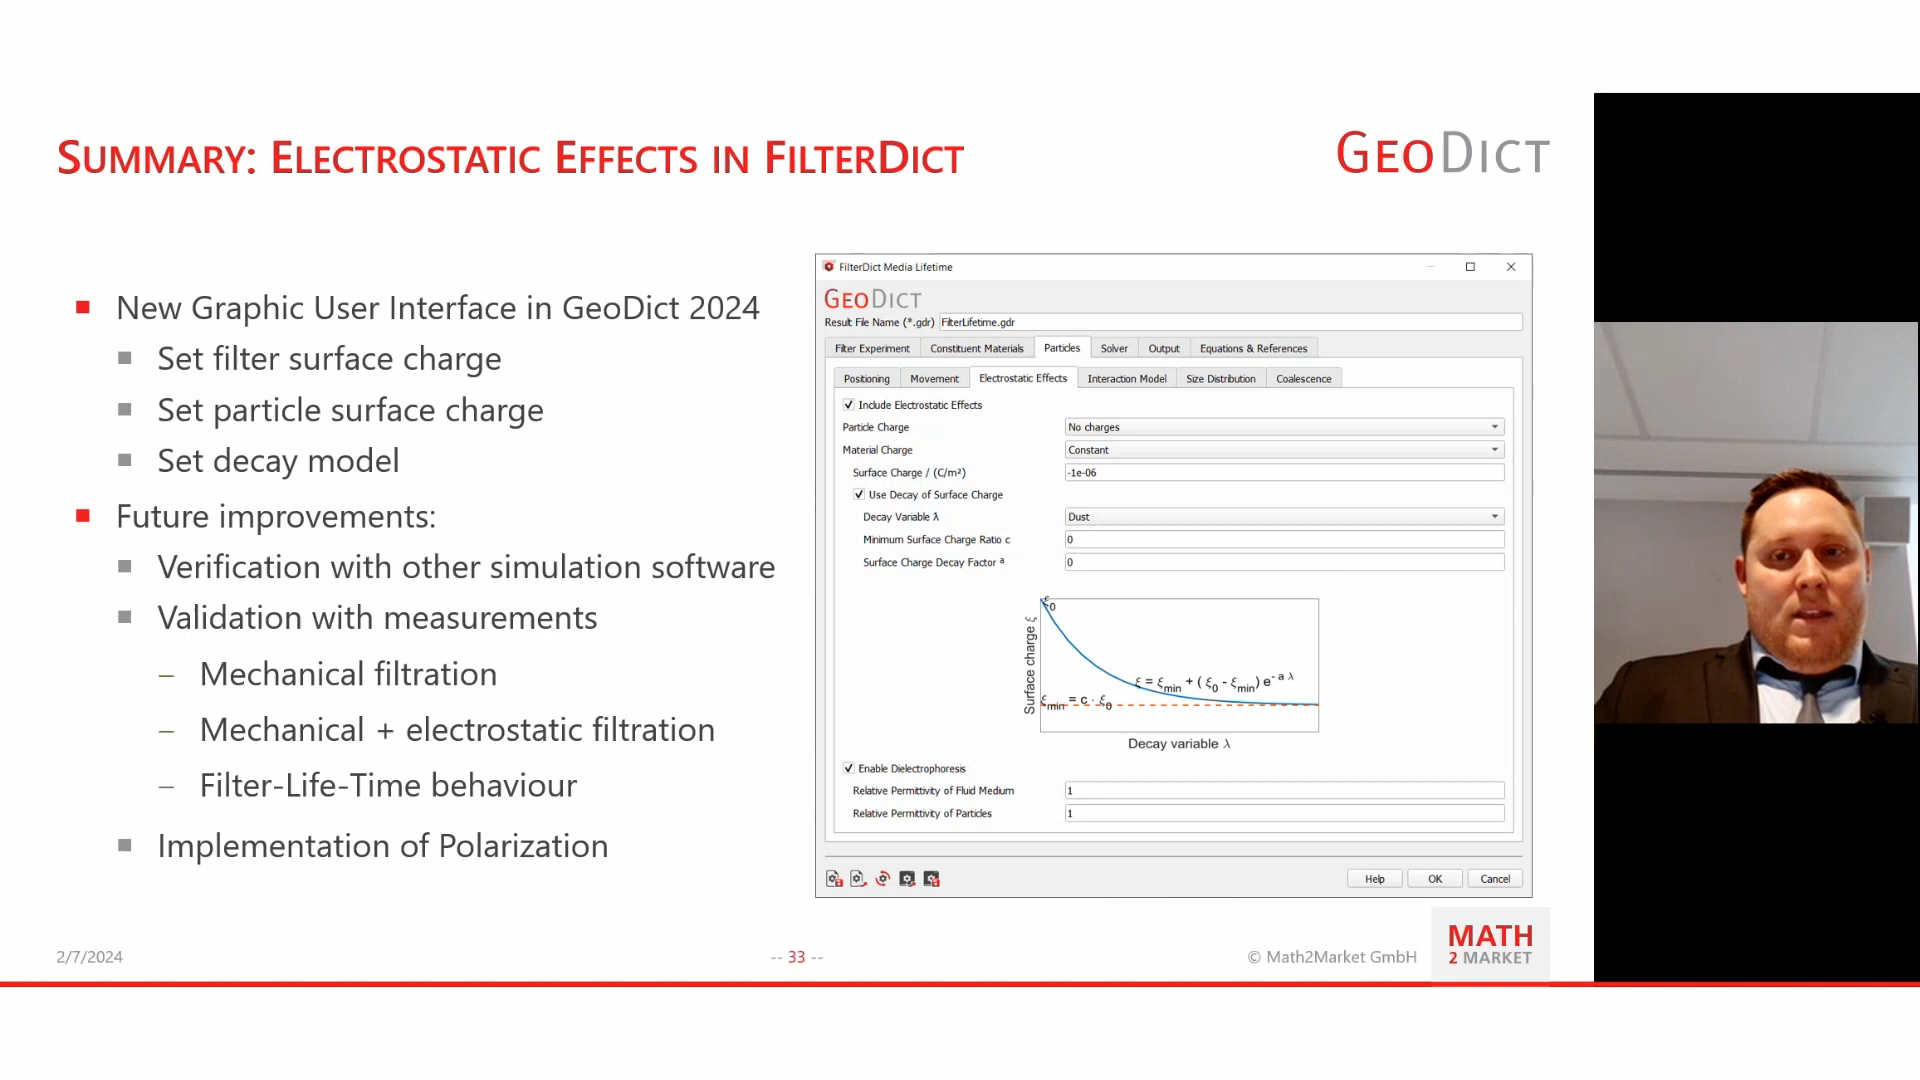 SUMMARY: ELECTROSTATIC EFFECTS IN FILTERDICT
GEODICT
New Graphic User Interface in GeoDict 2024
Set filter surface charge
Set particle surface charge
Set decay model
Future improvements:
Verification with other simulation software
Validation with measurements
– Mechanical filtration
– Mechanical + electrostatic filtration
– Filter-Life-Time behaviour
Implementation of Polarization
FilterDict Media Lifetime
GEODICT
Result File Name (*.gdr) FilterLifetime.gdr
Filter Experiment Constituent Materials Particles Solver Output Equations & References
Positioning Movement Electrostatic Effects Interaction Model Size Distribution Coalescence
Include Electrostatic Effects
Particle Charge No charges
Material Charge Constant
Surface Charge / (C/m²) -1e-06
Use Decay of Surface Charge
Decay Variable λ Dust
Minimum Surface Charge Ratio c 0
Surface Charge Decay Factor a 0
ξ0
Surface charge ξ
ξ = ξmin + ( ξ0 - ξmin) e^- a λ
ξmin = c · ξ0
Decay variable λ
Enable Dielectrophoresis
Relative Permittivity of Fluid Medium 1
Relative Permittivity of Particles 1
Help OK Cancel
2/7/2024
-- 33 --
© Math2Market GmbH
MATH
2 MARKET